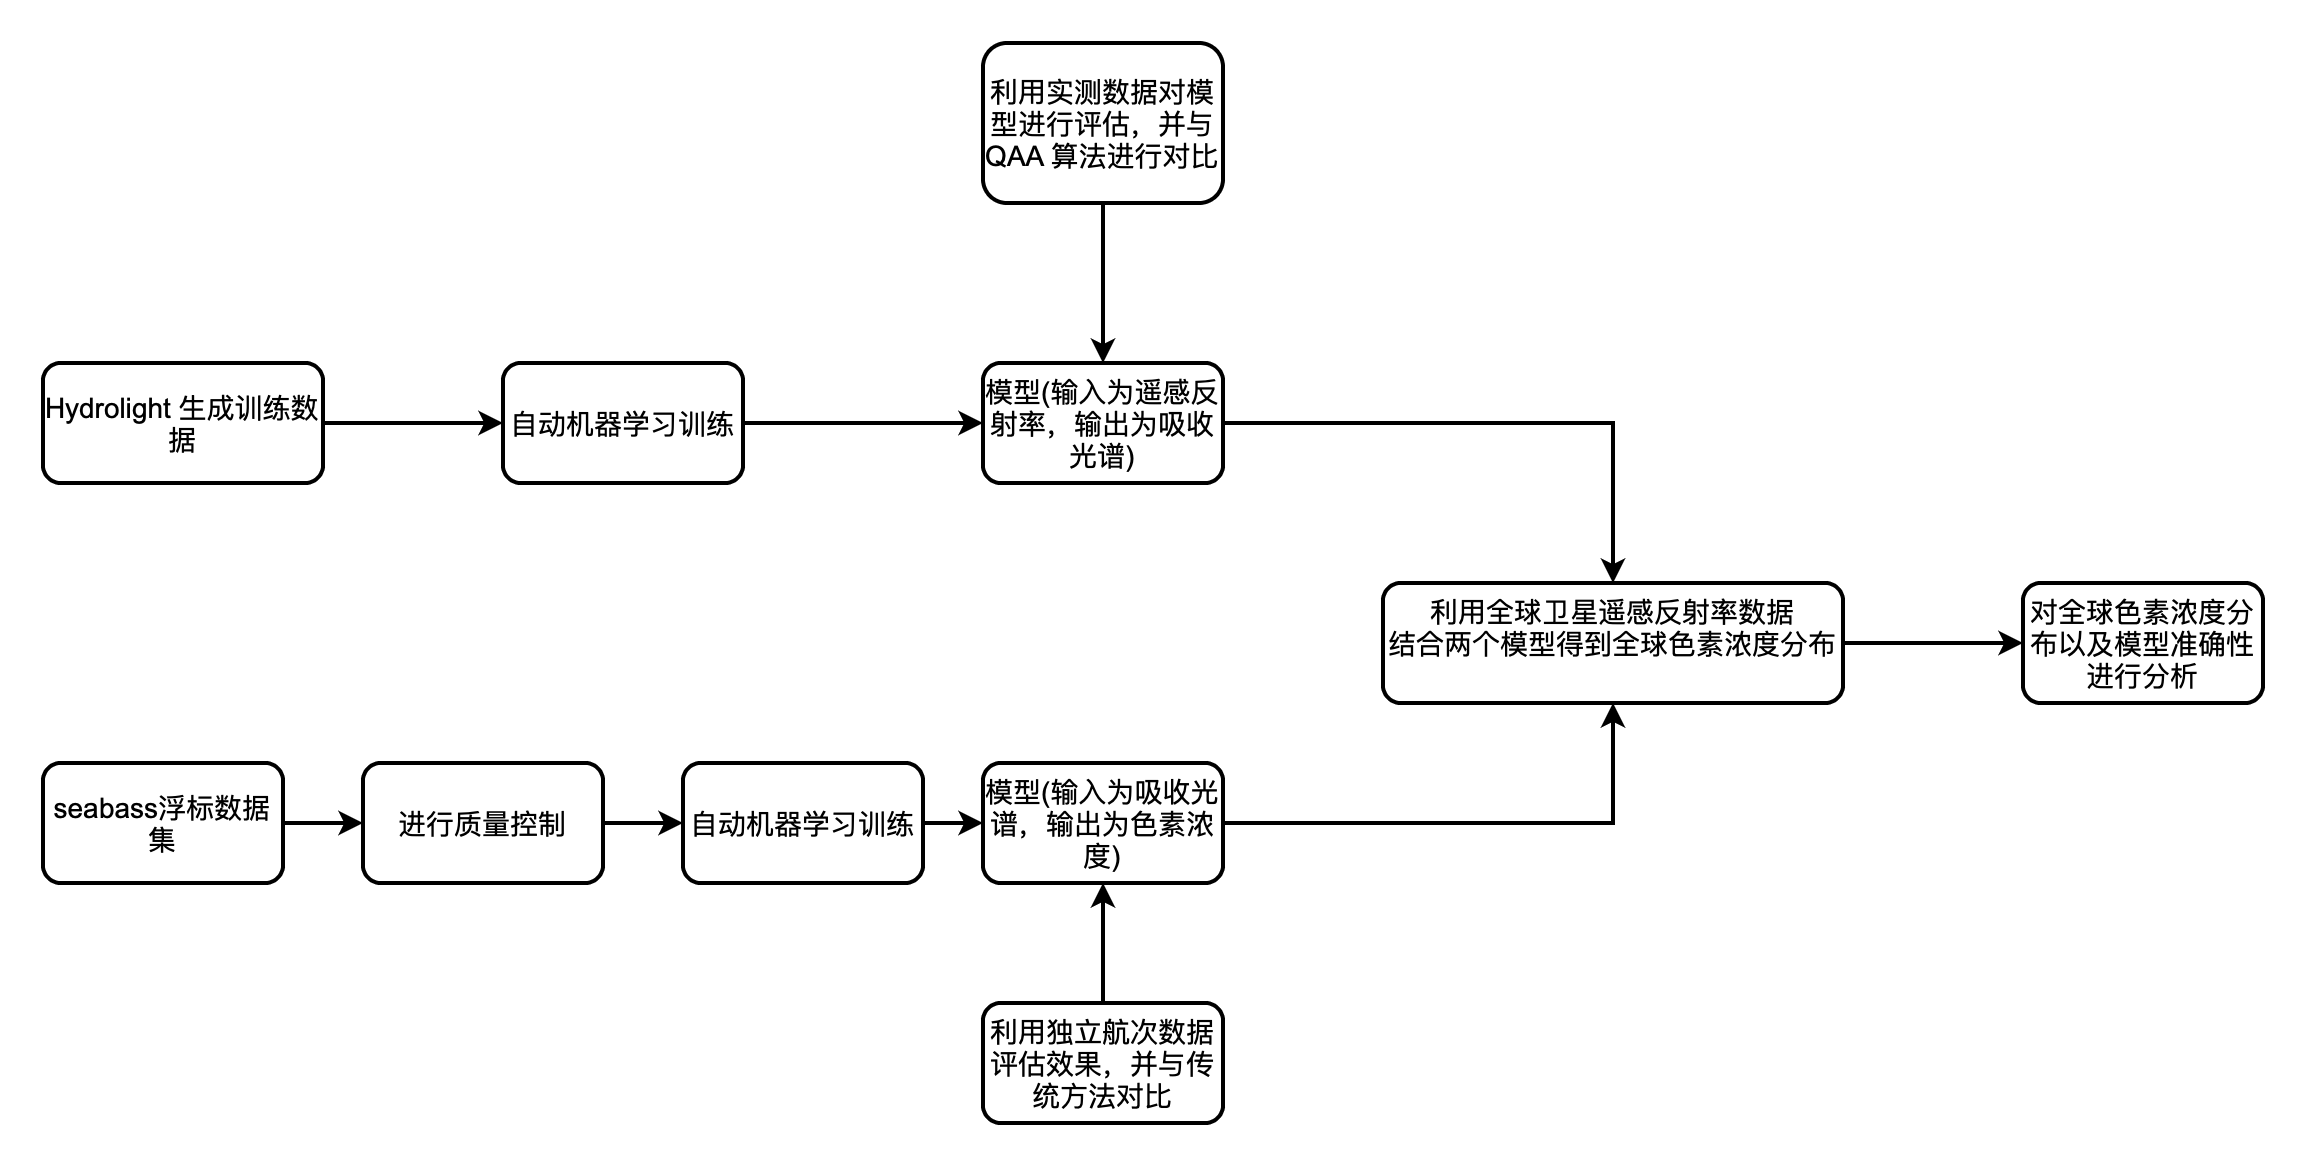 利用实测数据对模
型进行评估，并与
QAA 算法进行对比
Hydrolight 生成训练数
据
自动机器学习训练
模型(输入为遥感反
射率，输出为吸收
光谱)
利用全球卫星遥感反射率数据
结合两个模型得到全球色素浓度分布
对全球色素浓度分
布以及模型准确性
进行分析
seabass浮标数据
集
进行质量控制
自动机器学习训练
模型(输入为吸收光
谱，输出为色素浓
度)
利用独立航次数据
评估效果，并与传
统方法对比